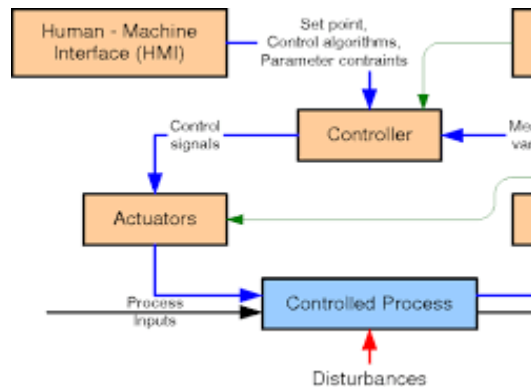 Human - Machine
Interface (HMI)
Set point,
Control algorithms,
Parameter contraints
Control
signals
Controller
Actuators
Process
Inputs
Controlled Process
Disturbances